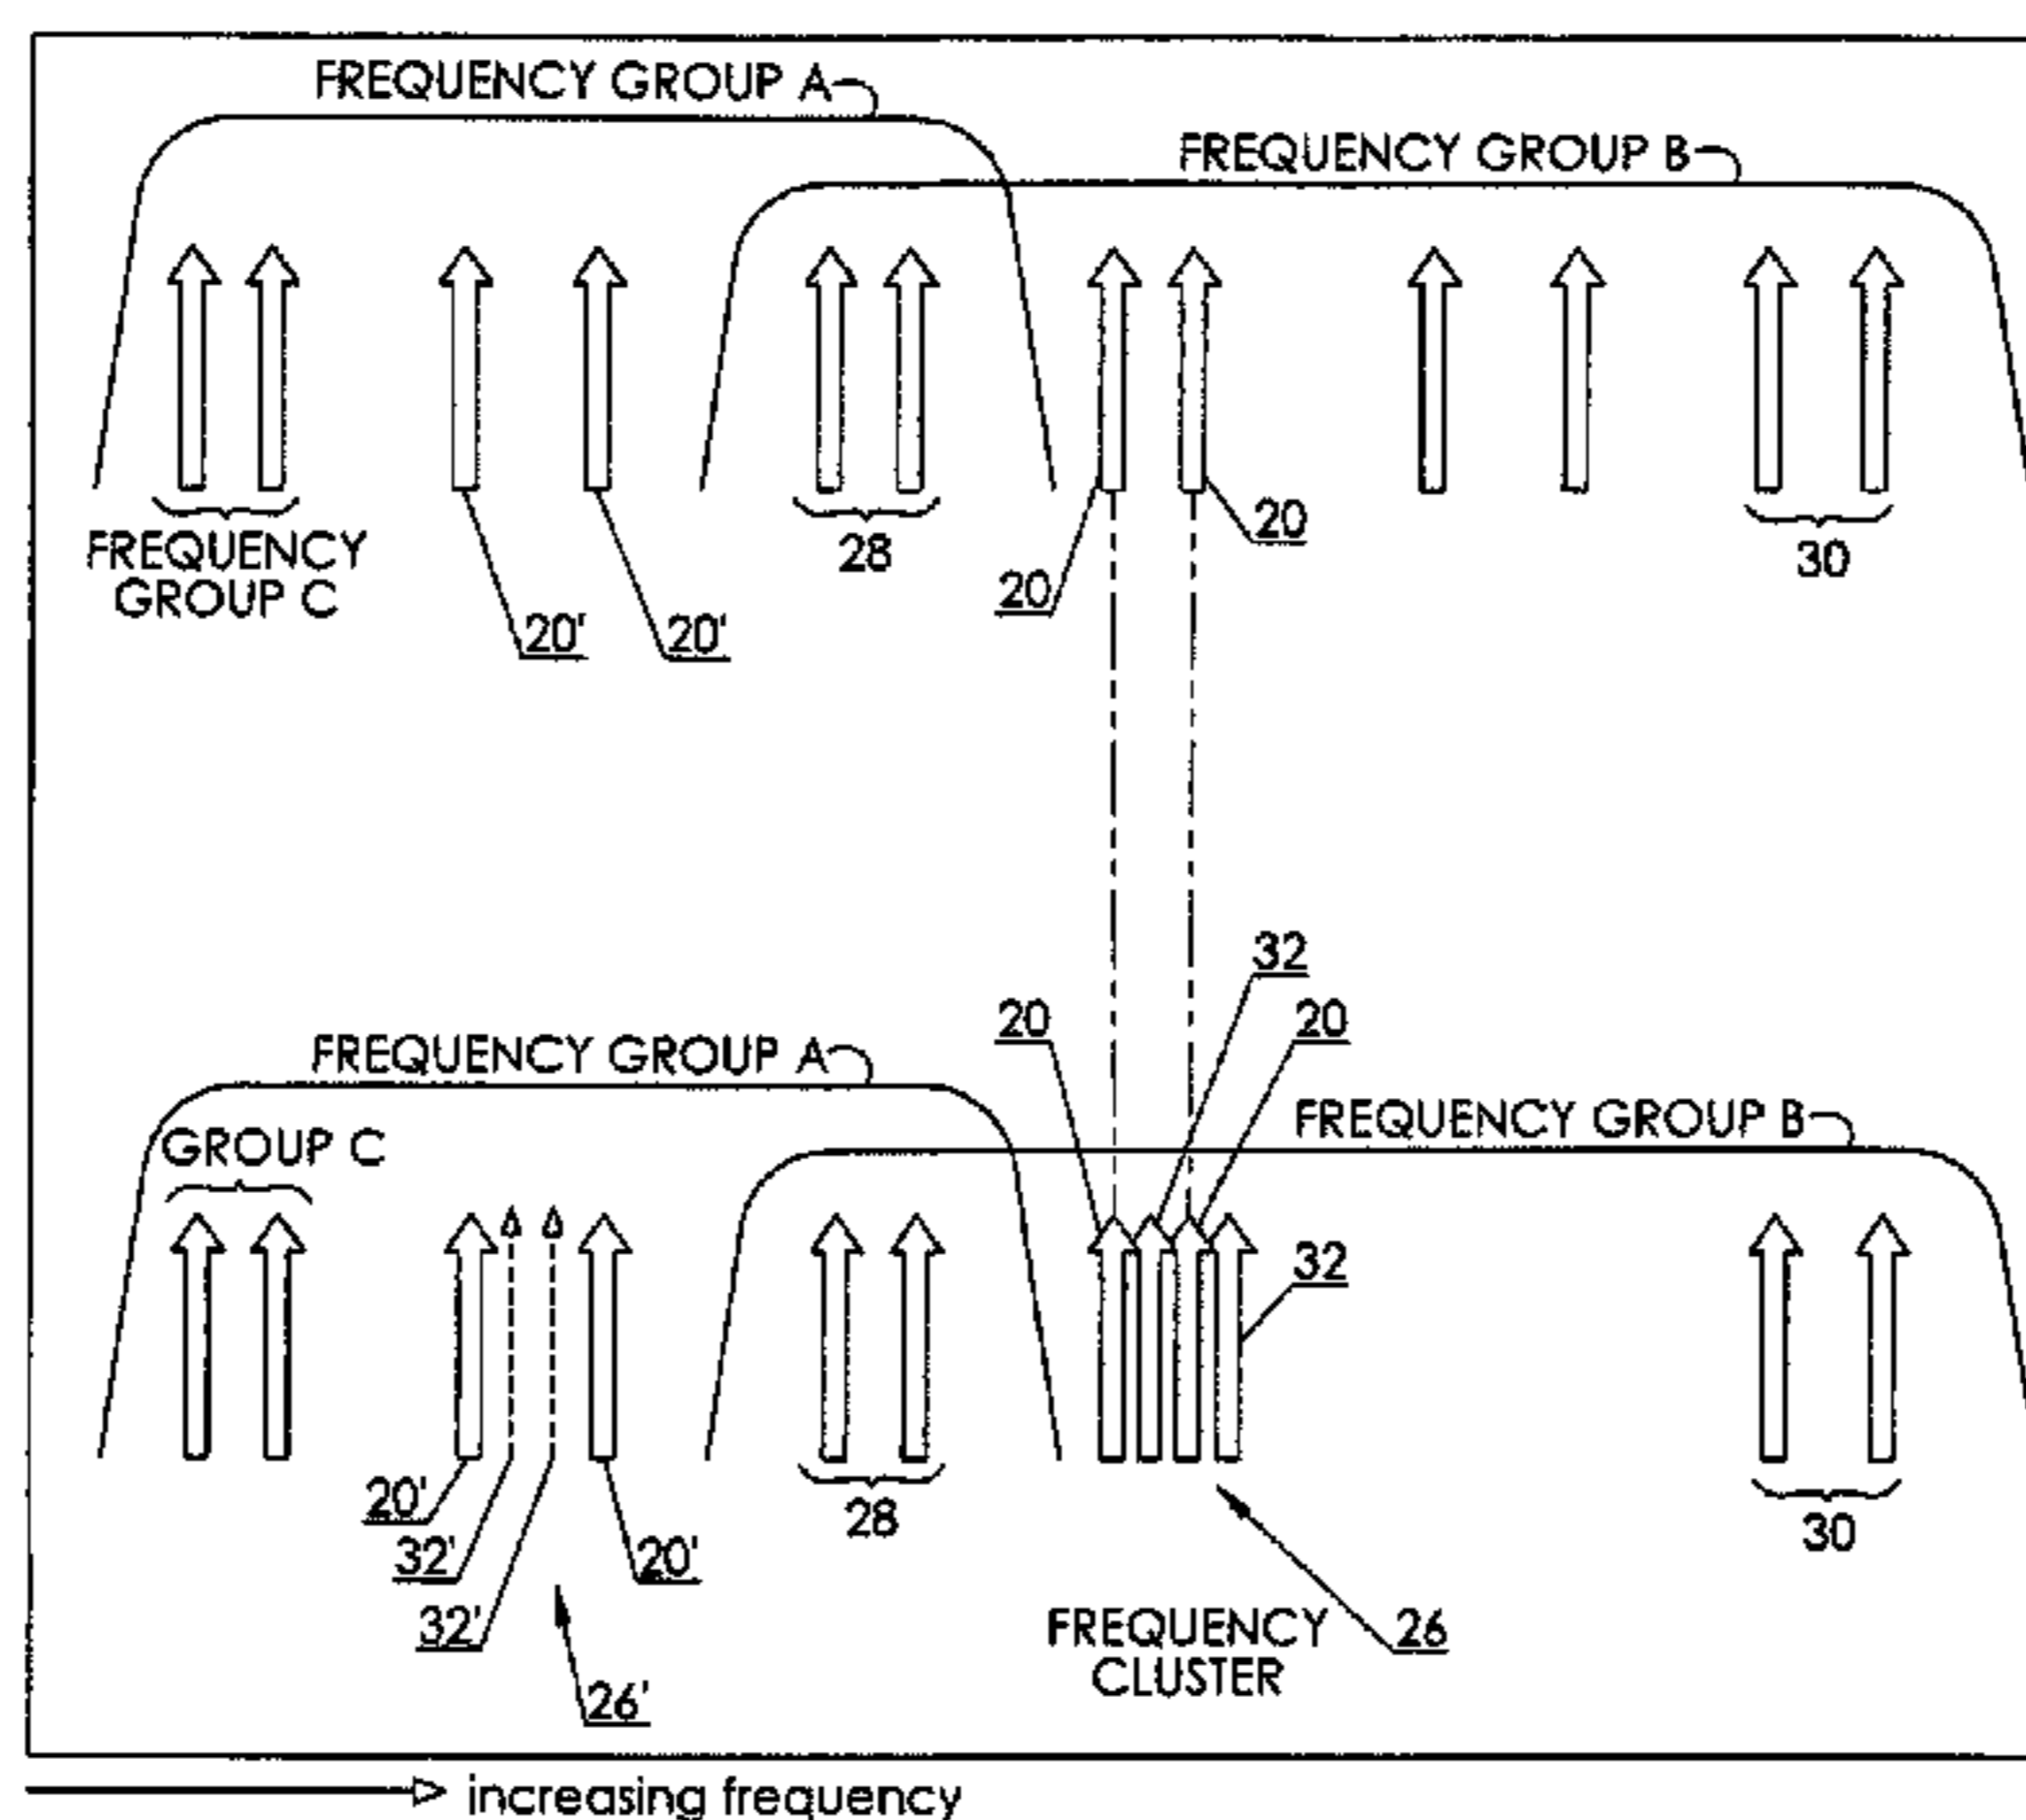 FREQUENCY GROUP A
FREQUENCY GROUP B
FREQUENCY
GROUP C
20'
20'
28
20
20
30
32
20
20
FREQUENCY GROUP A
FREQUENCY GROUP B
GROUP C
32
20'
32'
32'
20'
26'
28
FREQUENCY
CLUSTER
26
30
increasing frequency